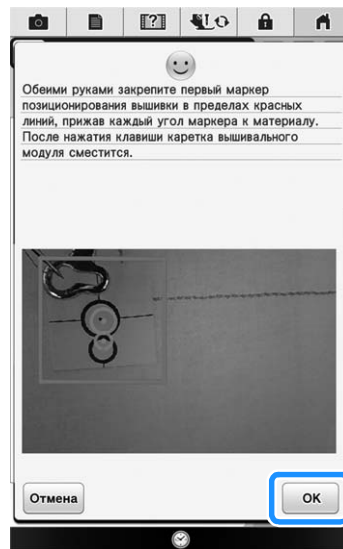 Обеими руками закрепите первый маркер
позиционирования вышивки в пределах красных
линий, прижав каждый угол маркера к материалу.
После нажатия клавиши каретка вышивального
модуля сместится.
Отмена
OK